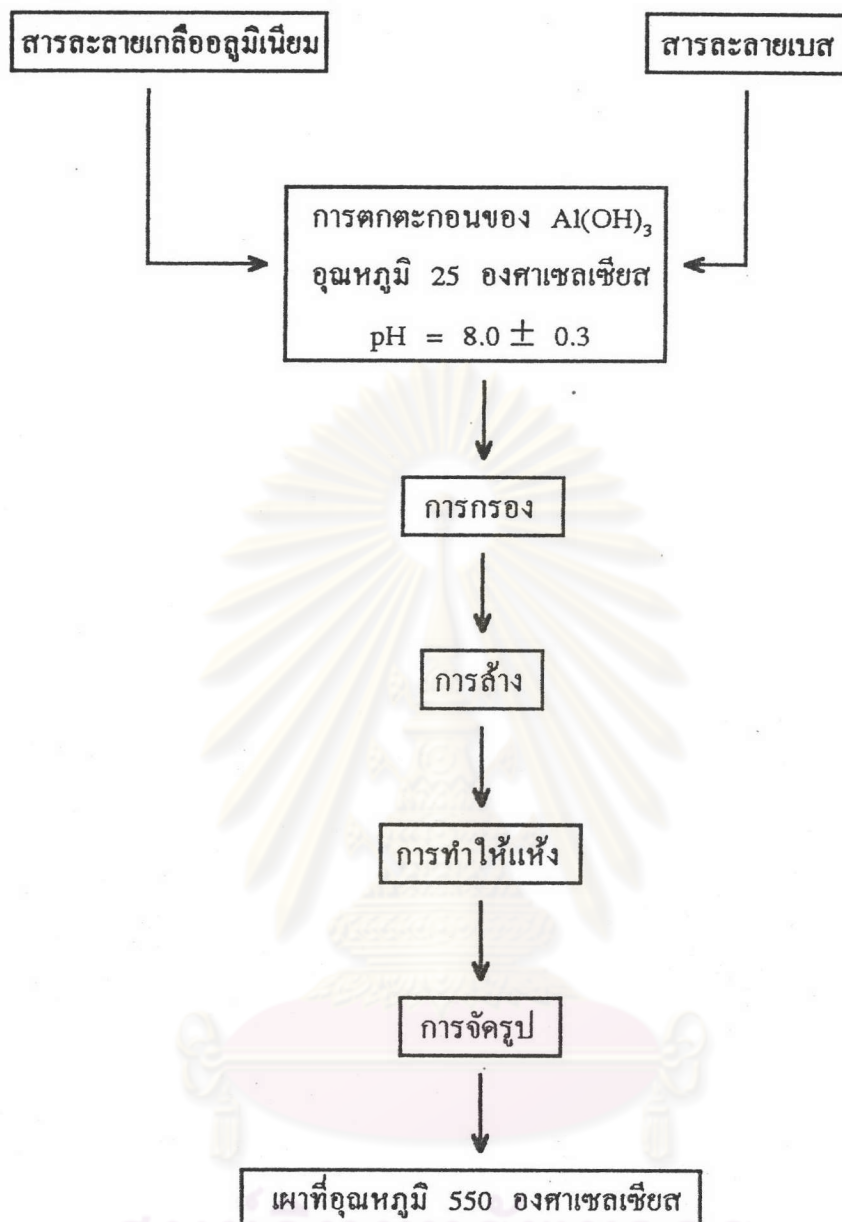 สารละลายเกลืออลูมิเนียม
สารละลายเบส
การตกตะกอนของ Al(OH)₃
อุณหภูมิ 25 องศาเซลเซียส
pH = 8.0 ± 0.3
การกรอง
การล้าง
การทำให้แห้ง
การจัดรูป
เผาที่อุณหภูมิ 550 องศาเซลเซียส